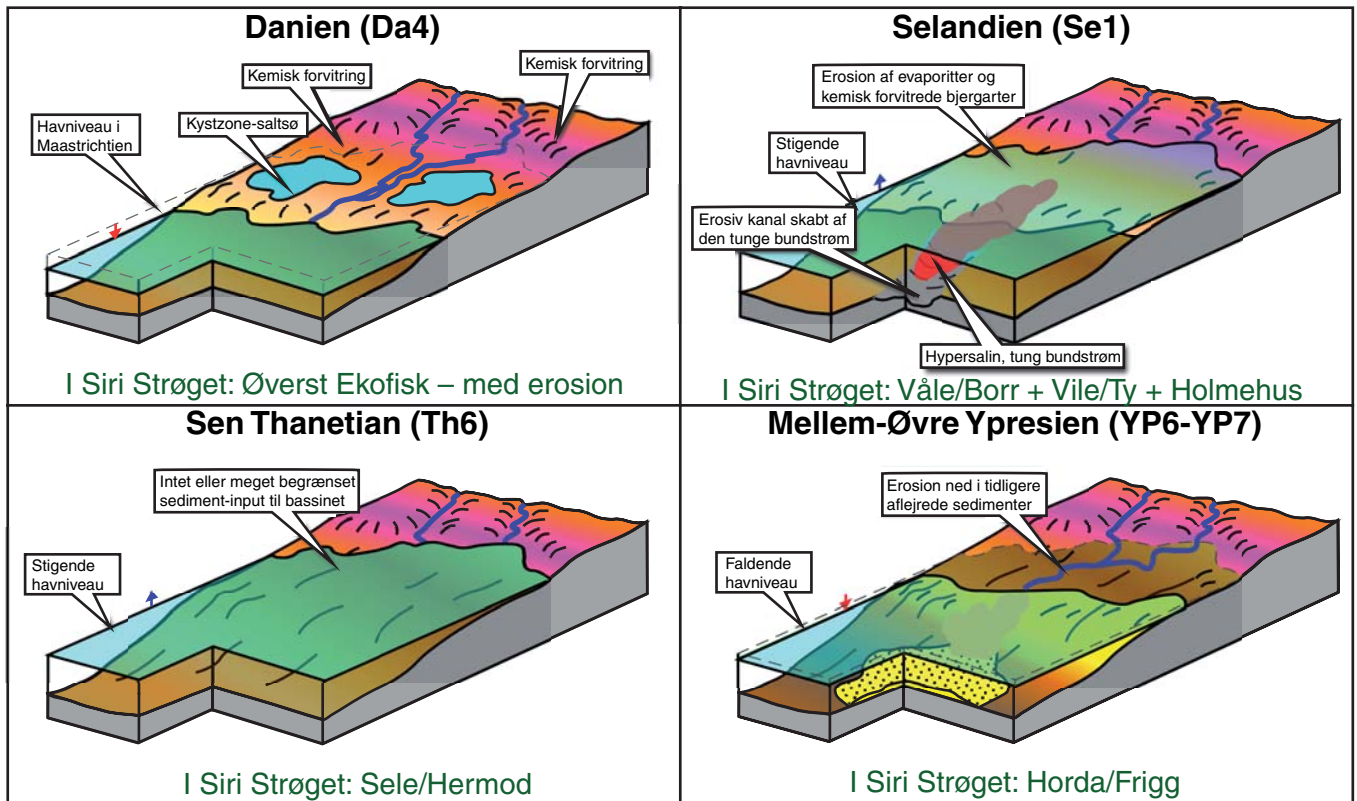 Danien (Da4)
Kemisk forvitring
Kemisk forvitring
Kystzone-saltsø
Havniveau i
Maastrichtien
I Siri Strøget: Øverst Ekofisk – med erosion
Selandien (Se1)
Erosion af evaporitter og
kemisk forvitrede bjergarter
Stigende
havniveau
Erosiv kanal skabt af
den tunge bundstrøm
Hypersalin, tung bundstrøm
I Siri Strøget: Våle/Borr + Vile/Ty + Holmehus
Sen Thanetian (Th6)
Intet eller meget begrænset
sediment-input til bassinet
Stigende
havniveau
I Siri Strøget: Sele/Hermod
Mellem-Øvre Ypresien (YP6-YP7)
Erosion ned i tidligere
aflejrede sedimenter
Faldende
havniveau
I Siri Strøget: Horda/Frigg